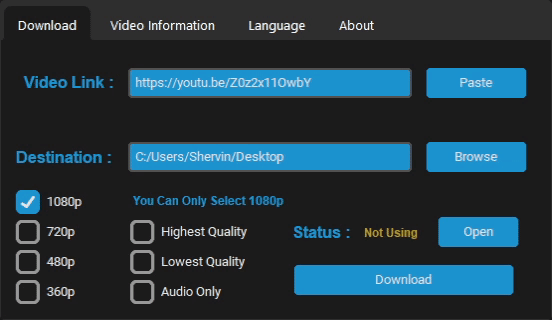 Download Video Information Language About
Video Link : https://youtu.be/Z0z2x11OwbY Paste
Destination : C:/Users/Shervin/Desktop Browse
1080p You Can Only Select 1080p
720p Highest Quality Status : Not Using Open
480p Lowest Quality
Download
360p Audio Only